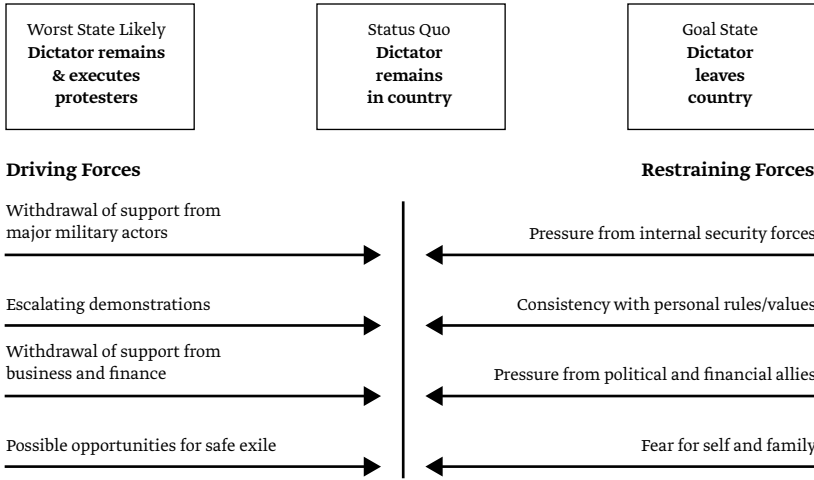 Worst State Likely
Dictator remains
& executes
protesters
Status Quo
Dictator
remains
in country
Goal State
Dictator
leaves
country
Driving Forces
Restraining Forces
Withdrawal of support from
major military actors
Pressure from internal security forces
Escalating demonstrations
Consistency with personal rules/values
Withdrawal of support from
business and finance
Pressure from political and financial allies
Possible opportunities for safe exile
Fear for self and family